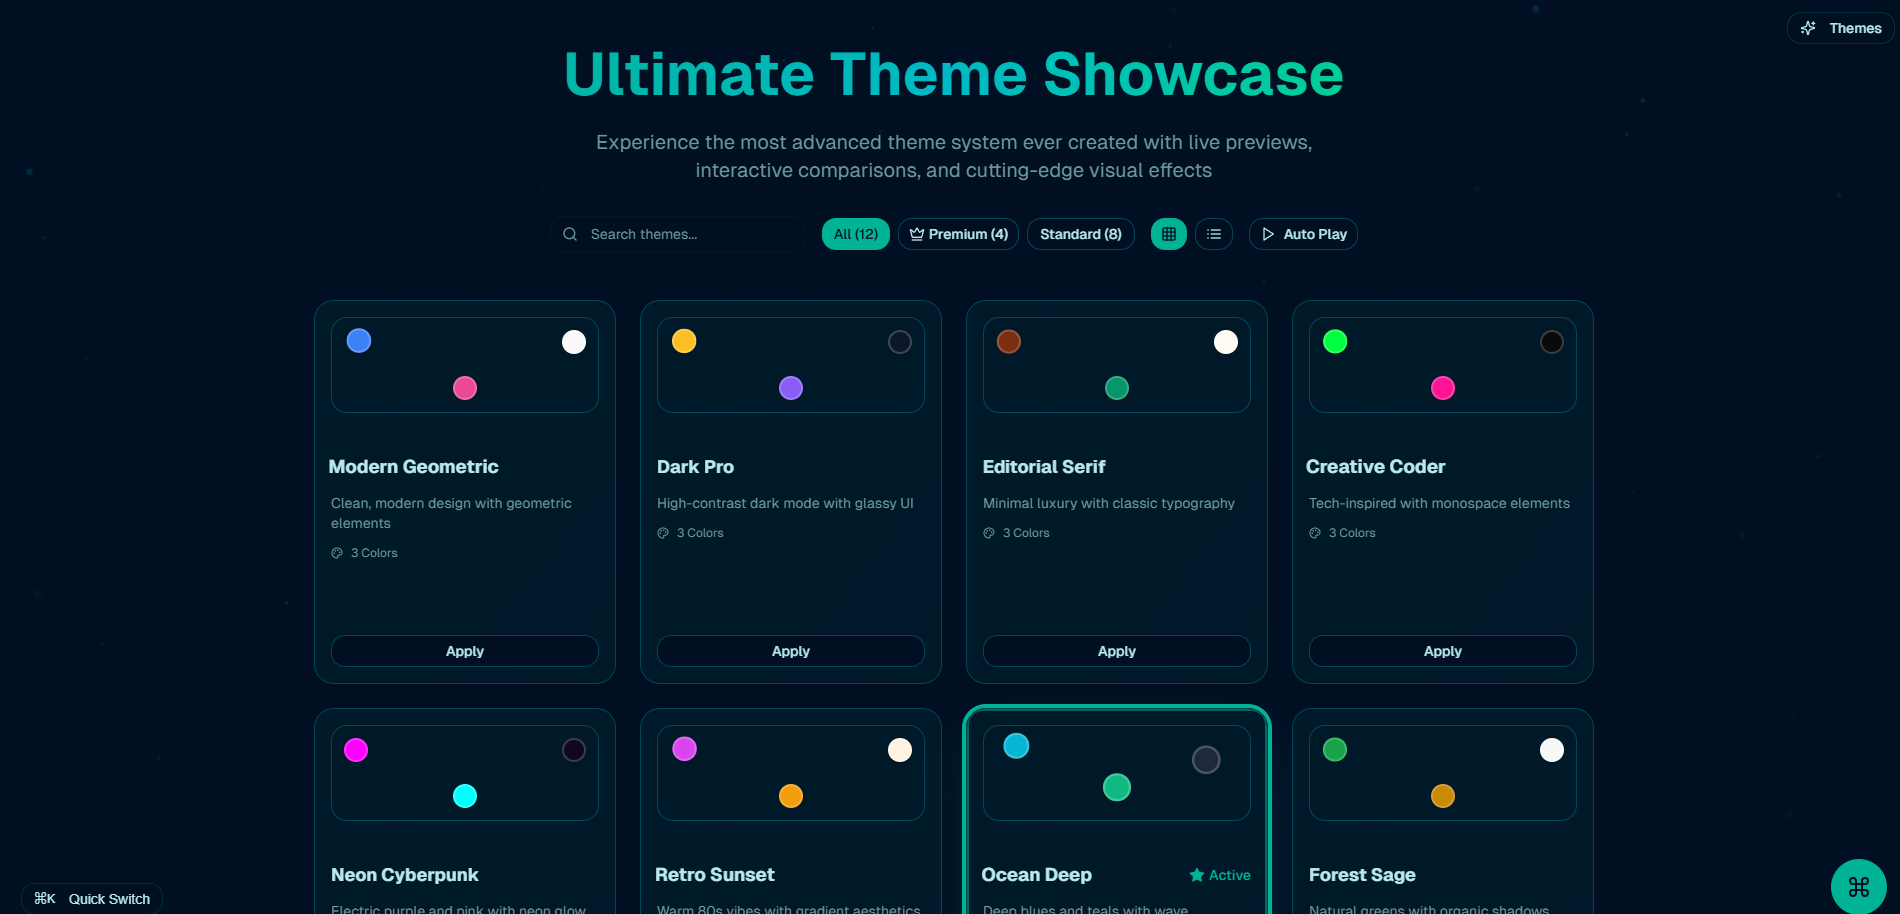 Themes
Ultimate Theme Showcase
Experience the most advanced theme system ever created with live previews,
interactive comparisons, and cutting-edge visual effects
Search themes...
All (12)
Premium (4)
Standard (8)
Auto Play
Modern Geometric
Clean, modern design with geometric
elements
3 Colors
Apply
Dark Pro
High-contrast dark mode with glassy UI
3 Colors
Apply
Editorial Serif
Minimal luxury with classic typography
3 Colors
Apply
Creative Coder
Tech-inspired with monospace elements
3 Colors
Apply
Neon Cyberpunk
Electric purple and pink with neon glow
Retro Sunset
Warm 80s vibes with gradient aesthetics
Ocean Deep
Active
Deep blues and teals with wave
Forest Sage
Natural greens with organic shadows
⌘K Quick Switch